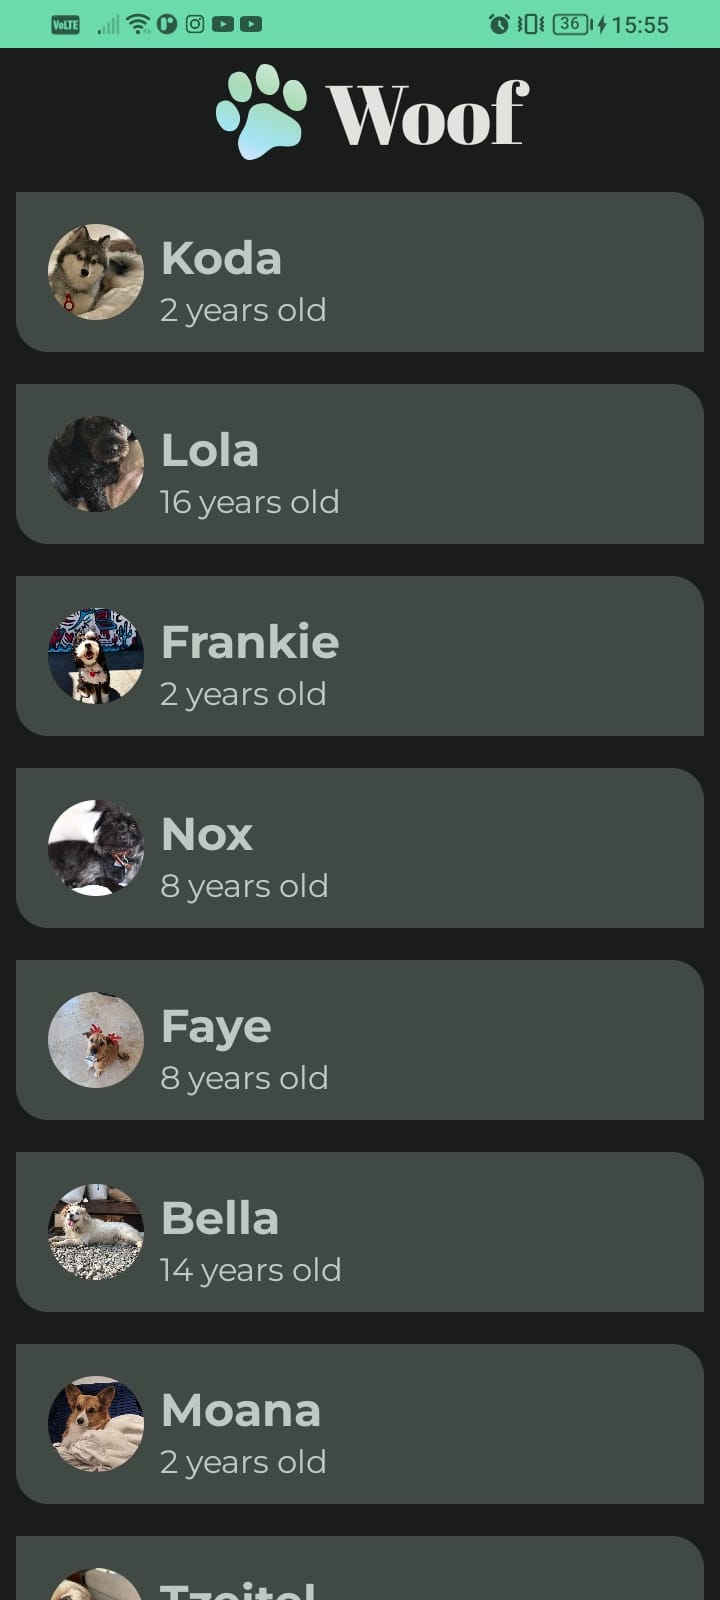 VoLTE 36 15:55
Woof
Koda
2 years old
Lola
16 years old
Frankie
2 years old
Nox
8 years old
Faye
8 years old
Bella
14 years old
Moana
2 years old